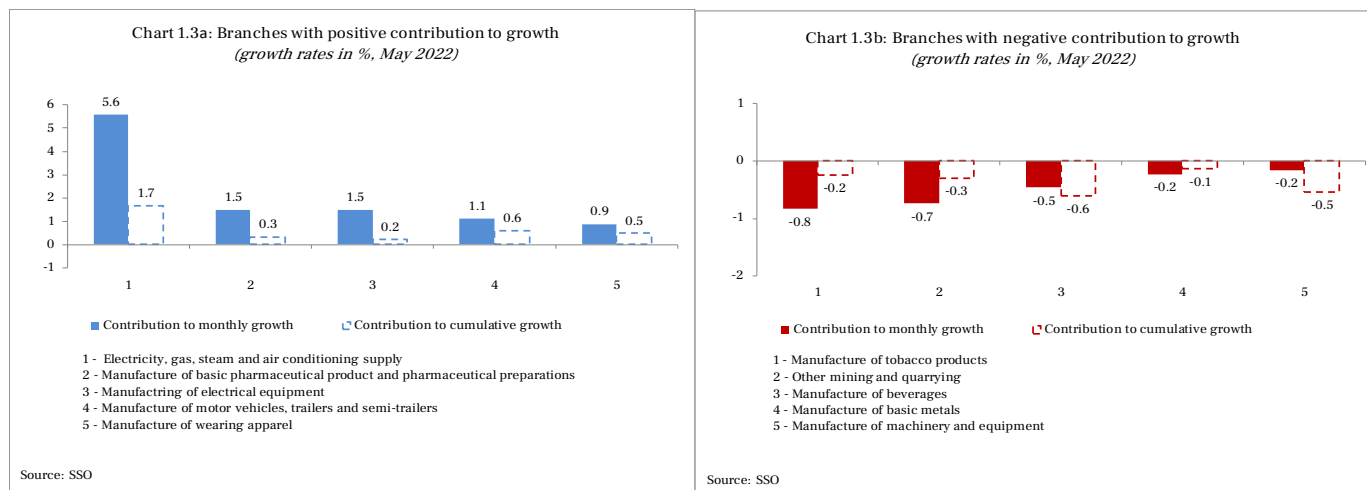 Chart 1.3a: Branches with positive contribution to growth
(growth rates in %, May 2022)
6
5
4
3
2
1
0
-1
5.6
1.7
1.5
0.3
1.5
0.2
1.1
0.6
0.9
0.5
1 2 3 4 5
Contribution to monthly growth Contribution to cumulative growth
1 - Electricity, gas, steam and air conditioning supply
2 - Manufacture of basic pharmaceutical product and pharmaceutical preparations
3 - Manufactring of electrical equipment
4 - Manufacture of motor vehicles, trailers and semi-trailers
5 - Manufacture of wearing apparel
Source: SSO
Chart 1.3b: Branches with negative contribution to growth
(growth rates in %, May 2022)
1
0
-1
-2
-0.8
-0.2
-0.7
-0.3
-0.5
-0.6
-0.2
-0.1
-0.2
-0.5
1 2 3 4 5
Contribution to monthly growth Contribution to cumulative growth
1 - Manufacture of tobacco products
2 - Other mining and quarrying
3 - Manufacture of beverages
4 - Manufacture of basic metals
5 - Manufacture of machinery and equipment
Source: SSO